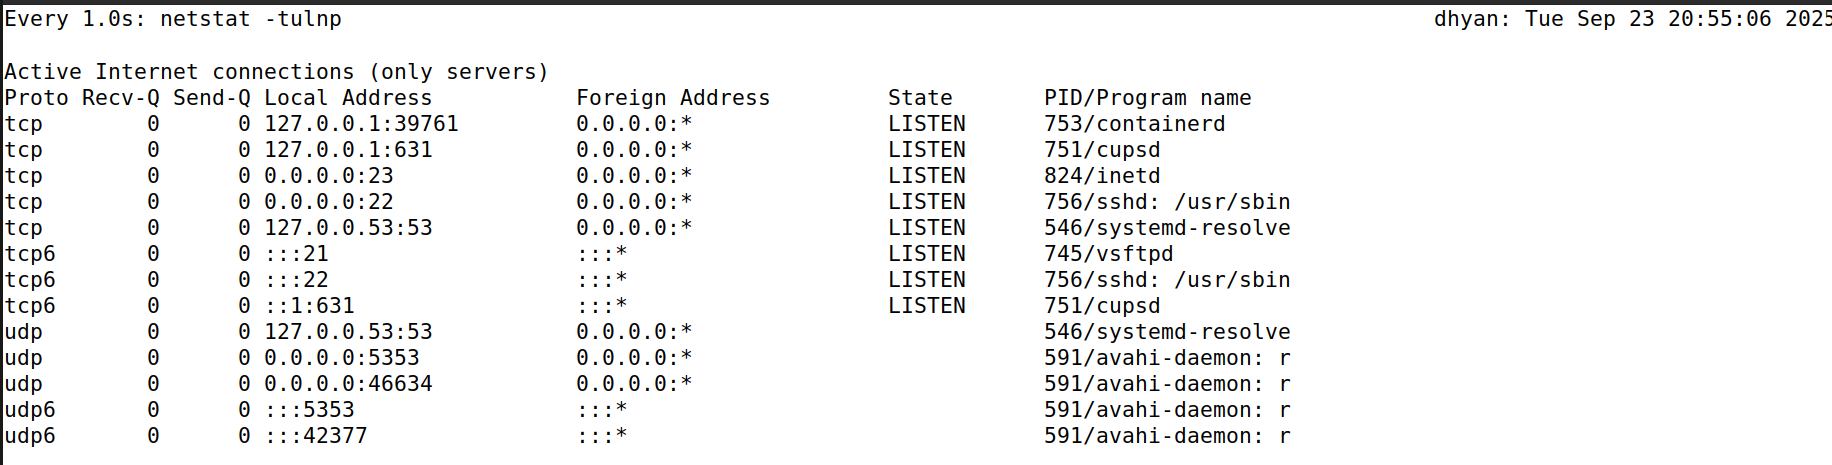 Every 1.0s: netstat -tulnp                                                                                    dhyan: Tue Sep 23 20:55:06 2025

Active Internet connections (only servers)
Proto Recv-Q Send-Q Local Address           Foreign Address         State       PID/Program name
tcp        0      0 127.0.0.1:39761         0.0.0.0:*               LISTEN      753/containerd
tcp        0      0 127.0.0.1:631           0.0.0.0:*               LISTEN      751/cupsd
tcp        0      0 0.0.0.0:23              0.0.0.0:*               LISTEN      824/inetd
tcp        0      0 0.0.0.0:22              0.0.0.0:*               LISTEN      756/sshd: /usr/sbin
tcp        0      0 127.0.0.53:53           0.0.0.0:*               LISTEN      546/systemd-resolve
tcp6       0      0 :::21                   :::*                    LISTEN      745/vsftpd
tcp6       0      0 :::22                   :::*                    LISTEN      756/sshd: /usr/sbin
tcp6       0      0 ::1:631                 :::*                    LISTEN      751/cupsd
udp        0      0 127.0.0.53:53           0.0.0.0:*                           546/systemd-resolve
udp        0      0 0.0.0.0:5353            0.0.0.0:*                           591/avahi-daemon: r
udp        0      0 0.0.0.0:46634           0.0.0.0:*                           591/avahi-daemon: r
udp6       0      0 :::5353                 :::*                                591/avahi-daemon: r
udp6       0      0 :::42377                :::*                                591/avahi-daemon: r